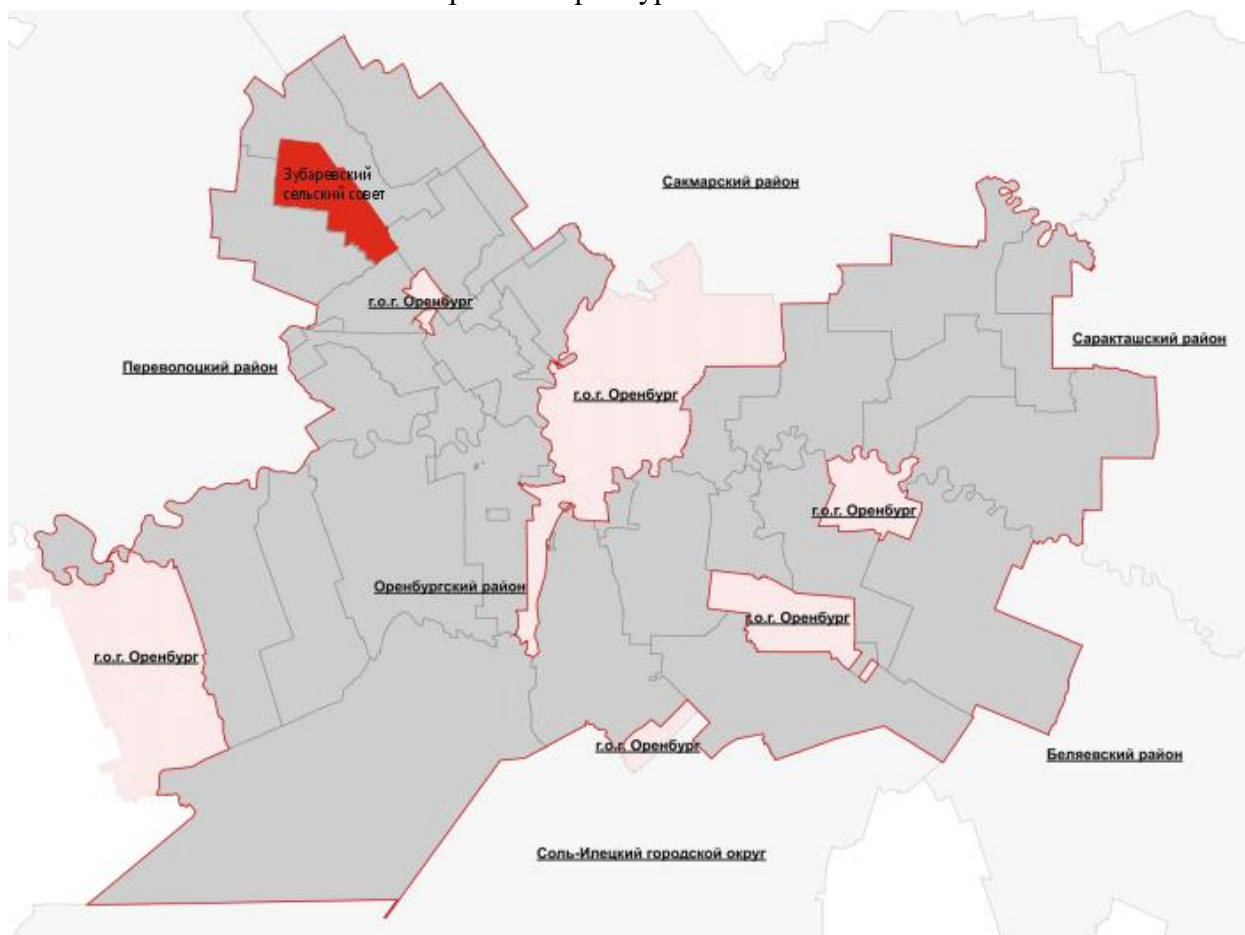 Зубаревский
сельский совет
Сакмарский район
г.о.г. Оренбург
Саракташский район
Переволоцкий район
г.о.г. Оренбург
г.о.г. Оренбург
Оренбургский район
г.о.г. Оренбург
г.о.г. Оренбург
г.о.г. Оренбург
Беляевский район
Соль-Илецкий городской округ